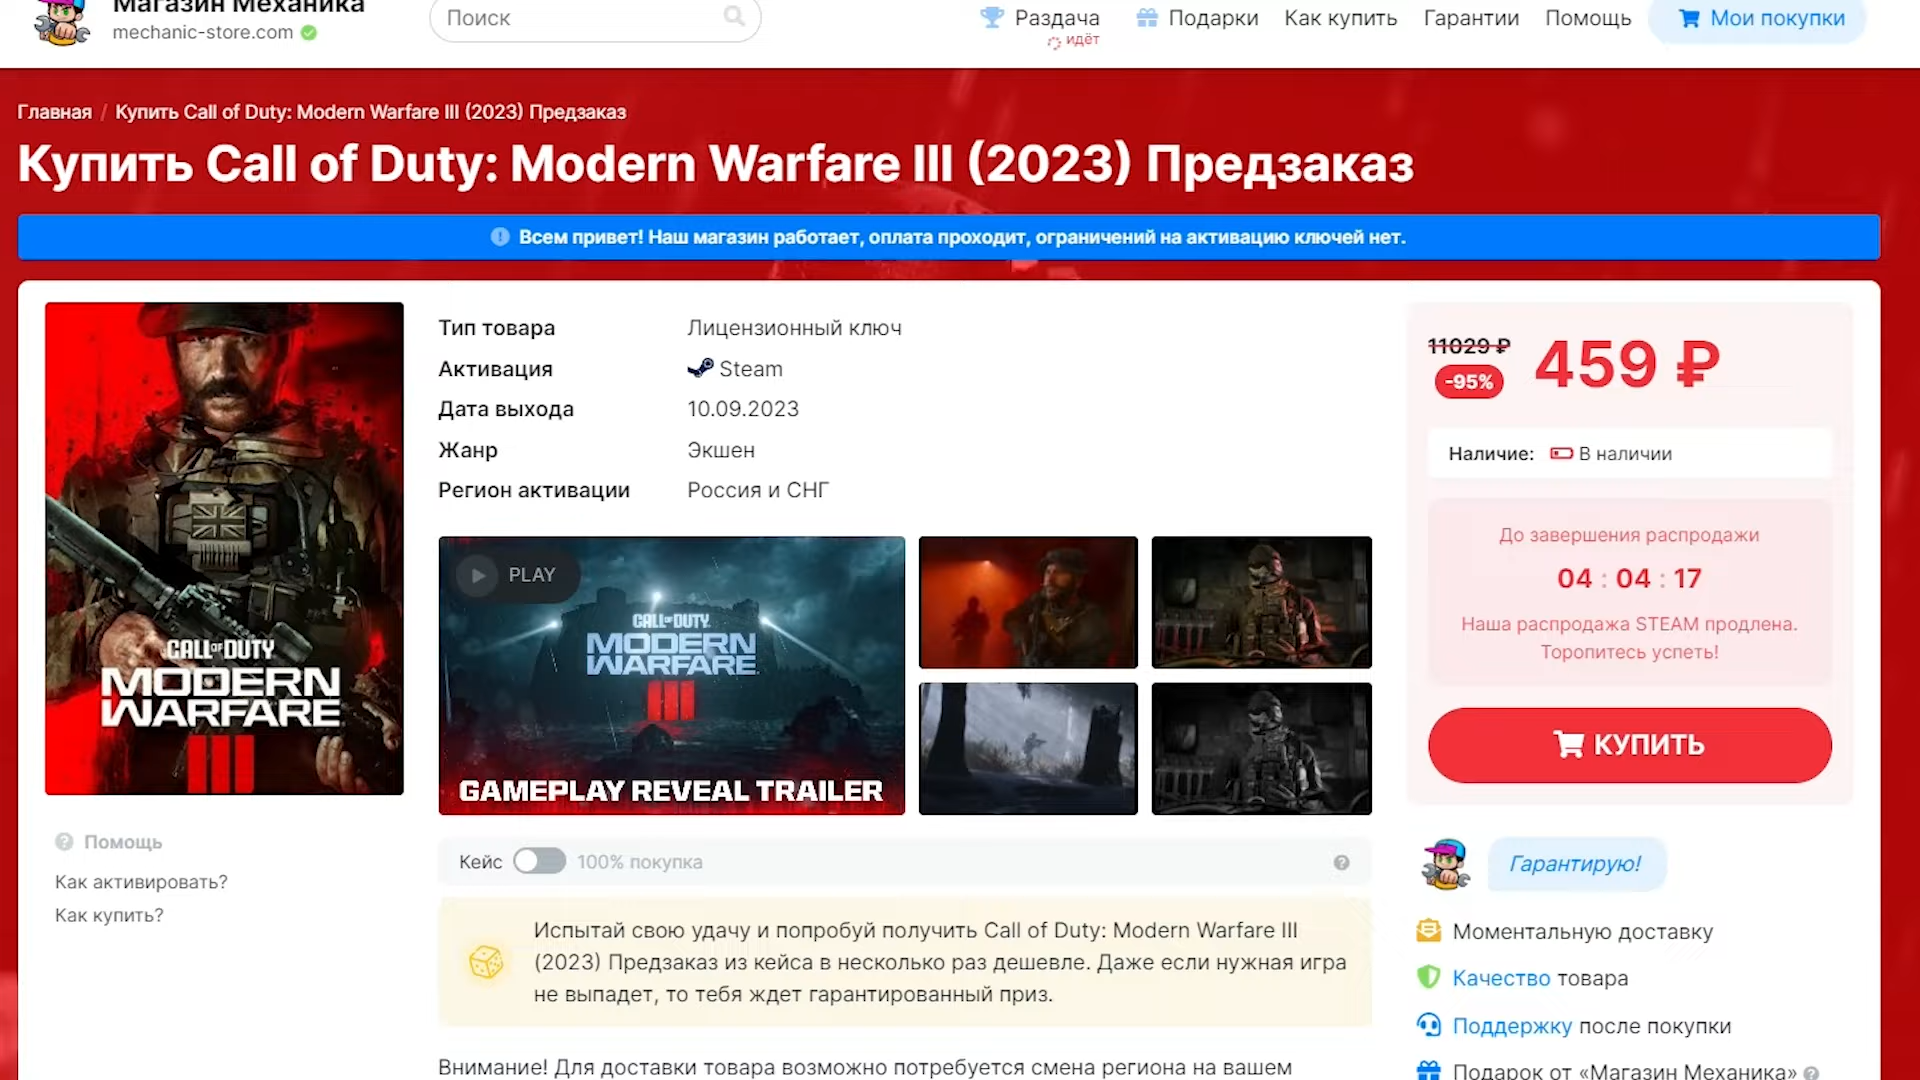 Магазин Механика
mechanic-store.com
Поиск
Раздача
идёт
Подарки
Как купить
Гарантии
Помощь
Мои покупки
Главная / Купить Call of Duty: Modern Warfare III (2023) Предзаказ
Купить Call of Duty: Modern Warfare III (2023) Предзаказ
Всем привет! Наш магазин работает, оплата проходит, ограничений на активацию ключей нет.
CALL OF DUTY
MODERN
WARFARE
III
Помощь
Как активировать?
Как купить?
Тип товара Лицензионный ключ
Активация Steam
Дата выхода 10.09.2023
Жанр Экшен
Регион активации Россия и СНГ
PLAY
CALL OF DUTY
MODERN
WARFARE
III
GAMEPLAY REVEAL TRAILER
Кейс 100% покупка
Испытай свою удачу и попробуй получить Call of Duty: Modern Warfare III
(2023) Предзаказ из кейса в несколько раз дешевле. Даже если нужная игра
не выпадет, то тебя ждет гарантированный приз.
Внимание! Для доставки товара возможно потребуется смена региона на вашем
11029 ₽
-95%
459 ₽
Наличие: В наличии
До завершения распродажи
04 : 04 : 17
Наша распродажа STEAM продлена.
Торопитесь успеть!
КУПИТЬ
Гарантирую!
Моментальную доставку
Качество товара
Поддержку после покупки
Подарок от «Магазин Механика»